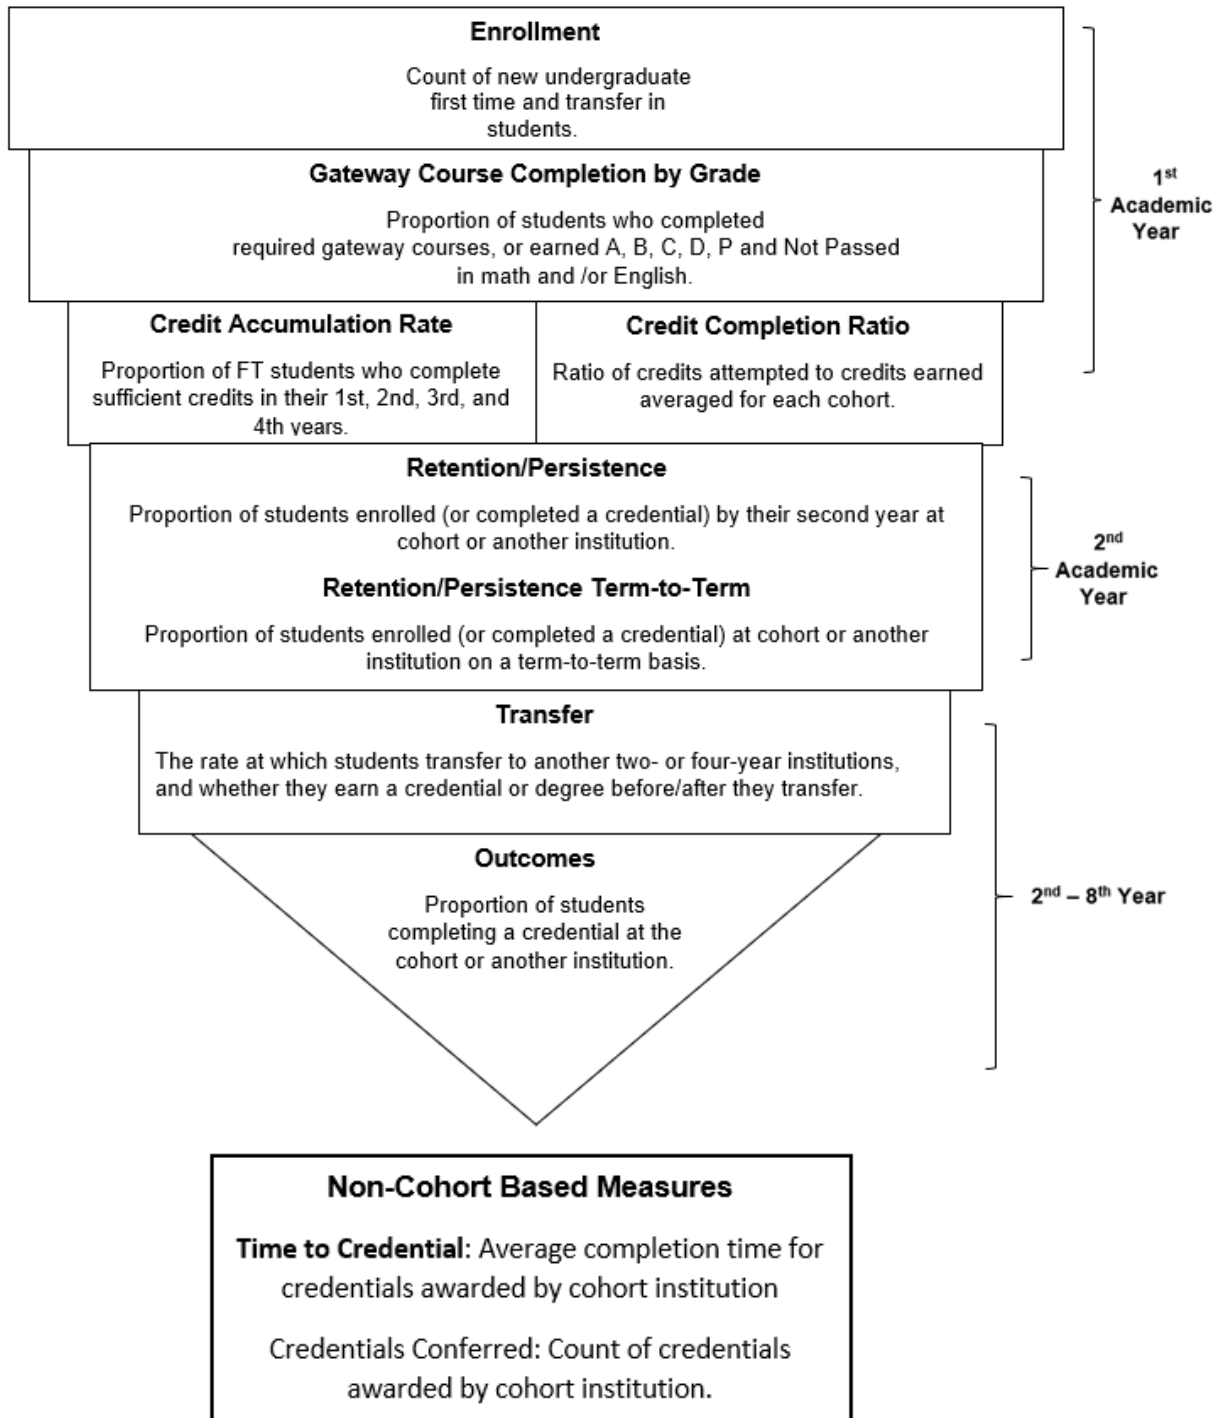 Enrollment
Count of new undergraduate
first time and transfer in
students.
Gateway Course Completion by Grade
Proportion of students who completed
required gateway courses, or earned A, B, C, D, P and Not Passed
in math and /or English.
1st
Academic
Year
Credit Accumulation Rate
Proportion of FT students who complete
sufficient credits in their 1st, 2nd, 3rd, and
4th years.
Credit Completion Ratio
Ratio of credits attempted to credits earned
averaged for each cohort.
Retention/Persistence
Proportion of students enrolled (or completed a credential) by their second year at
cohort or another institution.
Retention/Persistence Term-to-Term
Proportion of students enrolled (or completed a credential) at cohort or another
institution on a term-to-term basis.
2nd
Academic
Year
Transfer
The rate at which students transfer to another two- or four-year institutions,
and whether they earn a credential or degree before/after they transfer.
Outcomes
Proportion of students
completing a credential at the
cohort or another institution.
2nd – 8th Year
Non-Cohort Based Measures
Time to Credential: Average completion time for
credentials awarded by cohort institution
Credentials Conferred: Count of credentials
awarded by cohort institution.